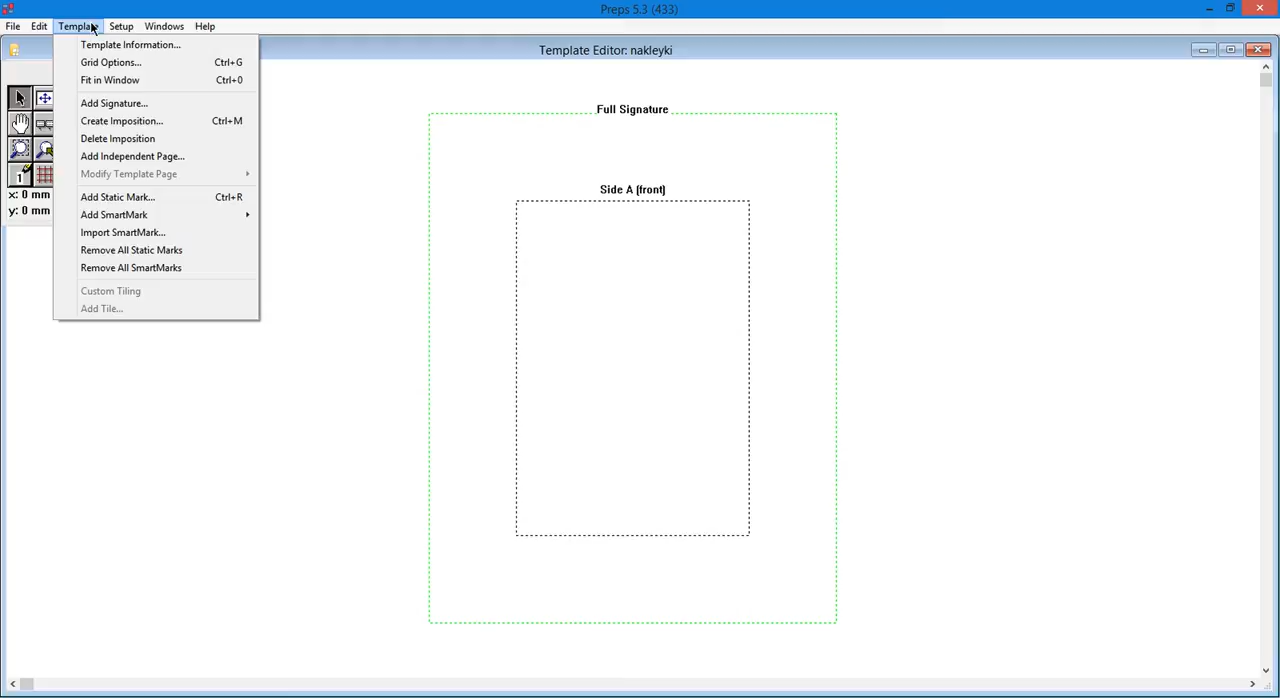 Preps 5.3 (433)
File Edit Template Setup Windows Help
Template Editor: nakleyki
Template Information...
Grid Options... Ctrl+G
Fit in Window Ctrl+0
Add Signature...
Create Imposition... Ctrl+M
Delete Imposition
Add Independent Page...
Modify Template Page
Add Static Mark... Ctrl+R
Add SmartMark
Import SmartMark...
Remove All Static Marks
Remove All SmartMarks
Custom Tiling
Add Tile...
1
x: 0 mm
y: 0 mm
Full Signature
Side A (front)